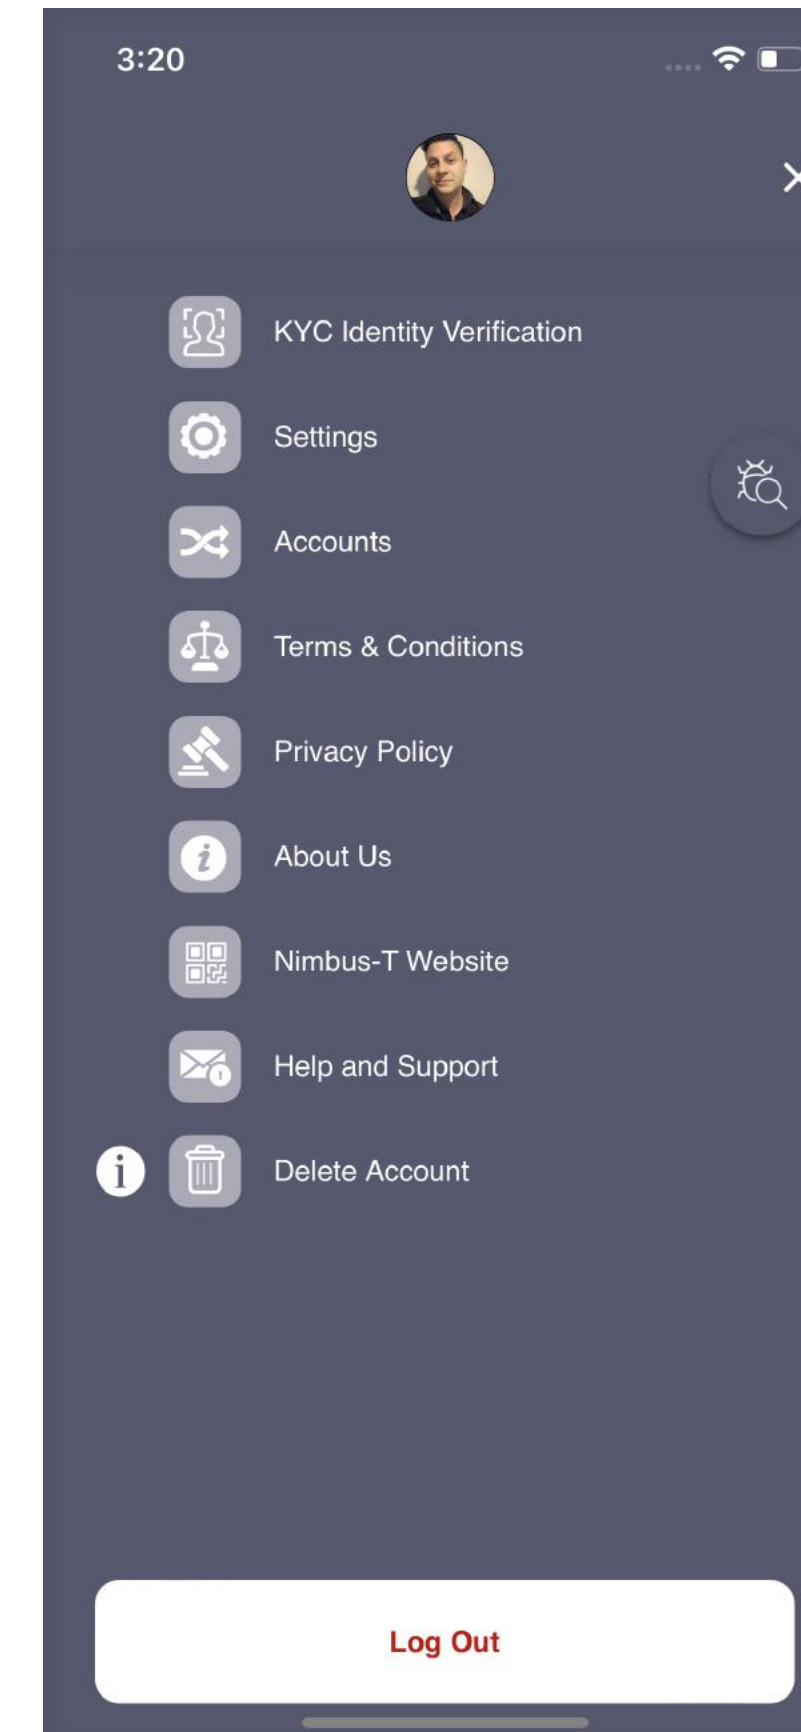 3:20
KYC Identity Verification
Settings
Accounts
Terms & Conditions
Privacy Policy
About Us
Nimbus-T Website
Help and Support
Delete Account
Log Out